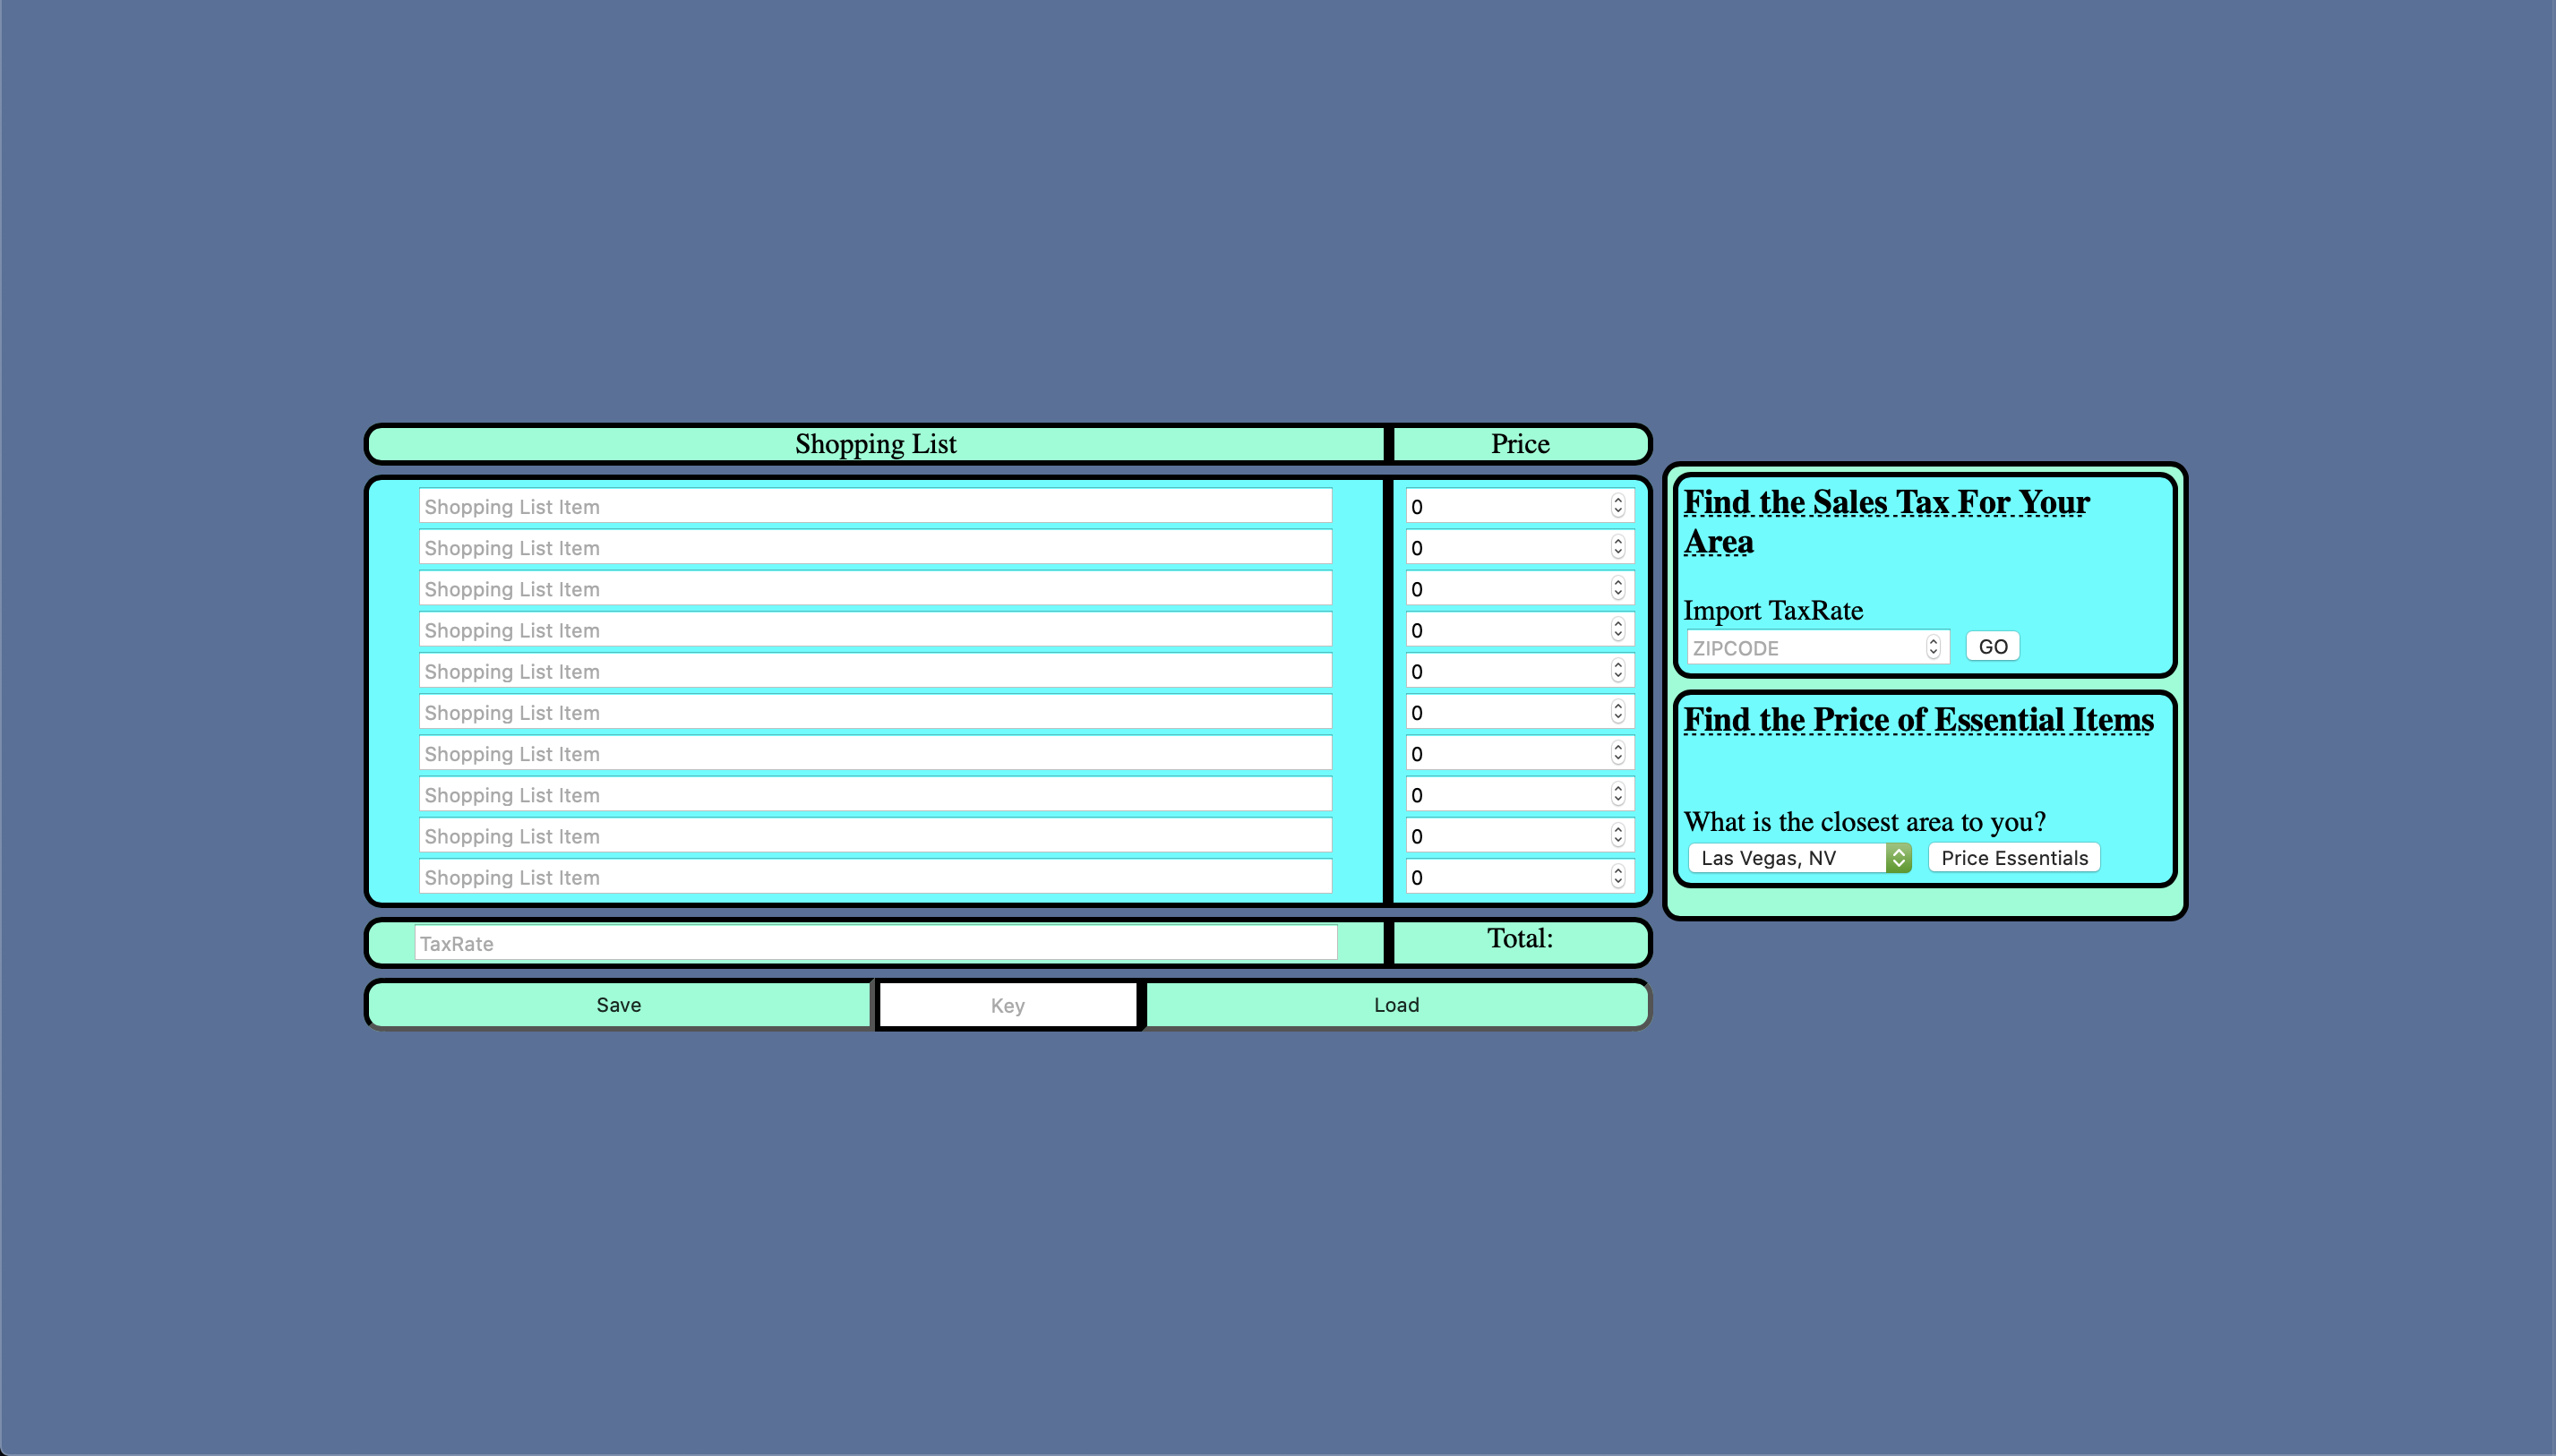 Shopping List Price
Shopping List Item 0
Shopping List Item 0
Shopping List Item 0
Shopping List Item 0
Shopping List Item 0
Shopping List Item 0
Shopping List Item 0
Shopping List Item 0
Shopping List Item 0
Shopping List Item 0
TaxRate Total:
Save Key Load
Find the Sales Tax For Your
Area
Import TaxRate
ZIPCODE GO
Find the Price of Essential Items
What is the closest area to you?
Las Vegas, NV Price Essentials